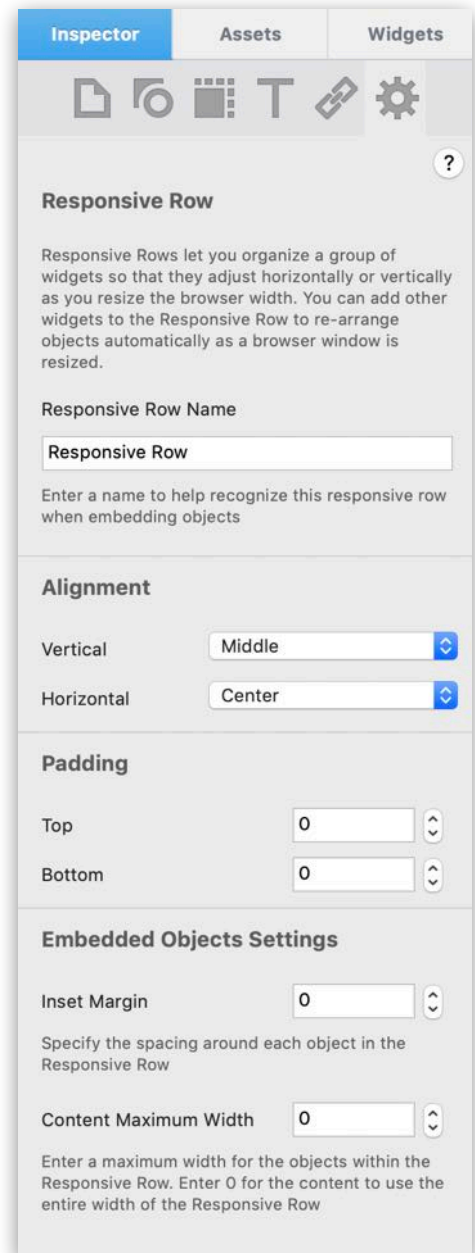 Inspector Assets Widgets
?
Responsive Row
Responsive Rows let you organize a group of
widgets so that they adjust horizontally or vertically
as you resize the browser width. You can add other
widgets to the Responsive Row to re-arrange
objects automatically as a browser window is
resized.
Responsive Row Name
Responsive Row
Enter a name to help recognize this responsive row
when embedding objects
Alignment
Vertical Middle
Horizontal Center
Padding
Top 0
Bottom 0
Embedded Objects Settings
Inset Margin 0
Specify the spacing around each object in the
Responsive Row
Content Maximum Width 0
Enter a maximum width for the objects within the
Responsive Row. Enter 0 for the content to use the
entire width of the Responsive Row